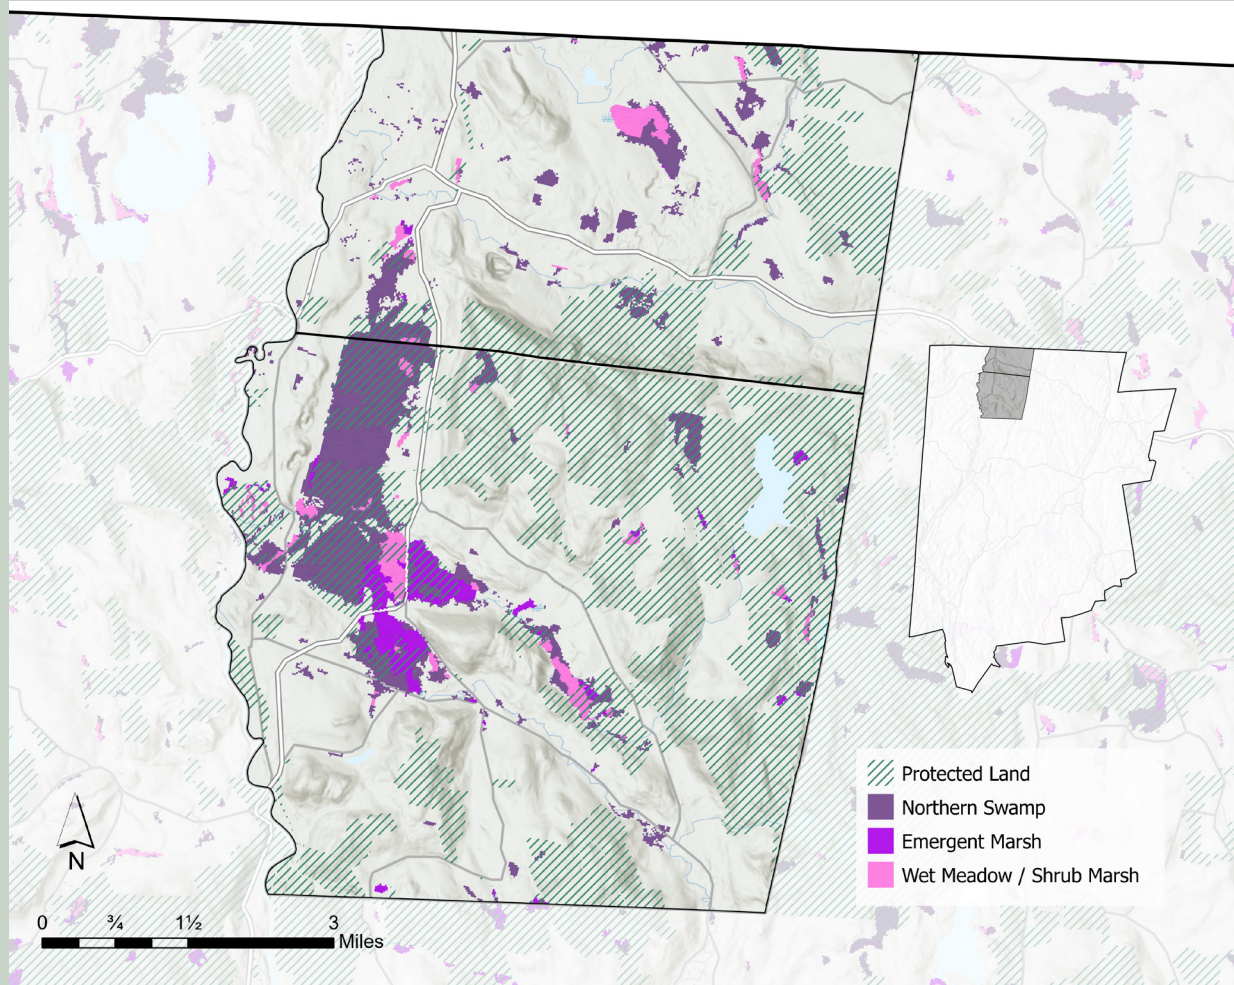 Protected Land
Northern Swamp
Emergent Marsh
Wet Meadow / Shrub Marsh
N
0 ¾ 1½ 3
Miles